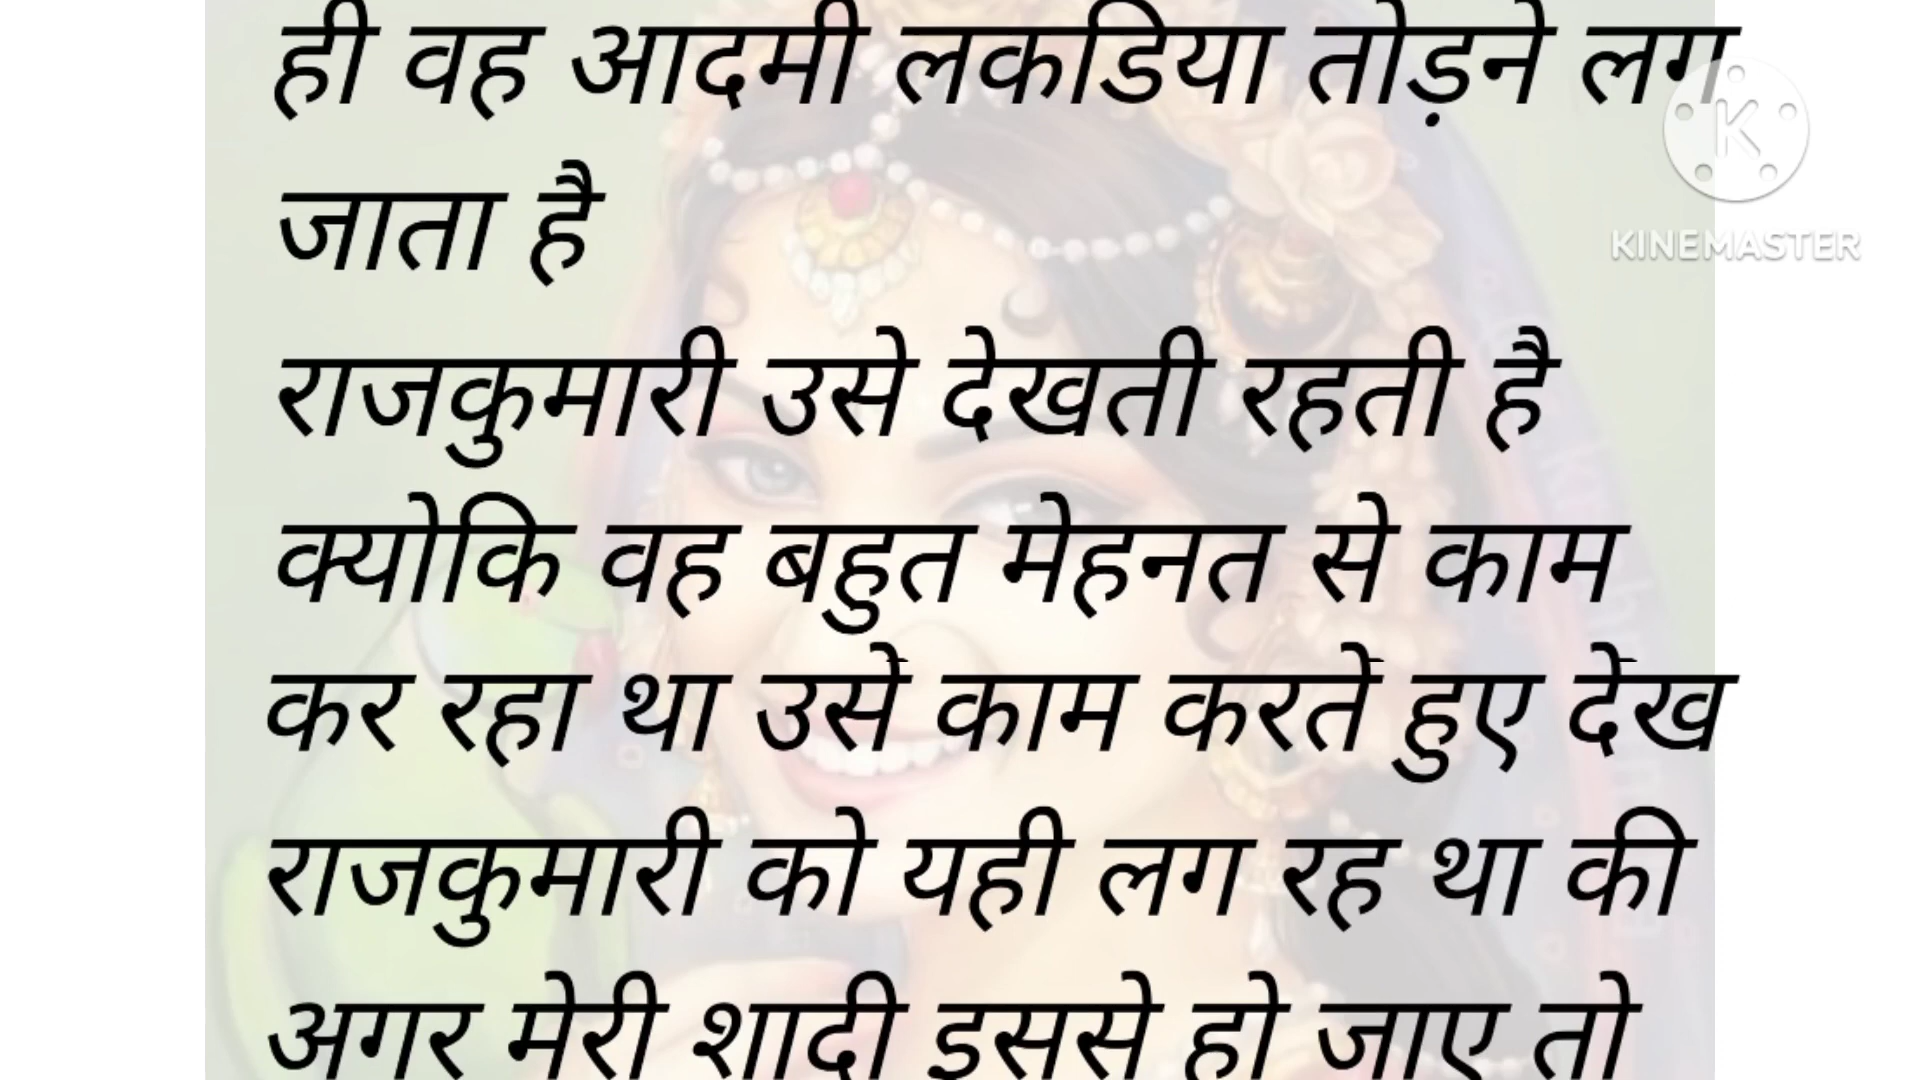 ही वह आदमी लकडिया तोड़ने लग
जाता है
राजकुमारी उसे देखती रहती है
क्योकि वह बहुत मेहनत से काम
कर रहा था उसे काम करते हुए देख
राजकुमारी को यही लग रह था की
अगर मेरी शादी इससे हो जाए तो
K
KINEMASTER